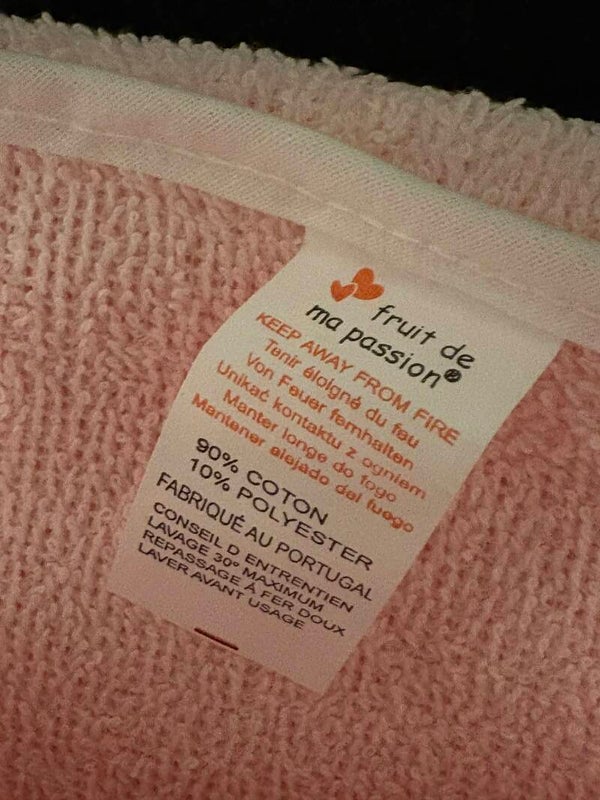 fruit de
ma passion®
KEEP AWAY FROM FIRE
Tenir éloigné du feu
Von Feuer fernhalten
Unikać kontaktu z ogniem
Manter longe do fogo
Mantener alejado del fuego
90% COTON
10% POLYESTER
FABRIQUÉ AU PORTUGAL
CONSEIL D ENTRENTIEN
LAVAGE 30° MAXIMUM
REPASSAGE À FER DOUX
LAVER AVANT USAGE